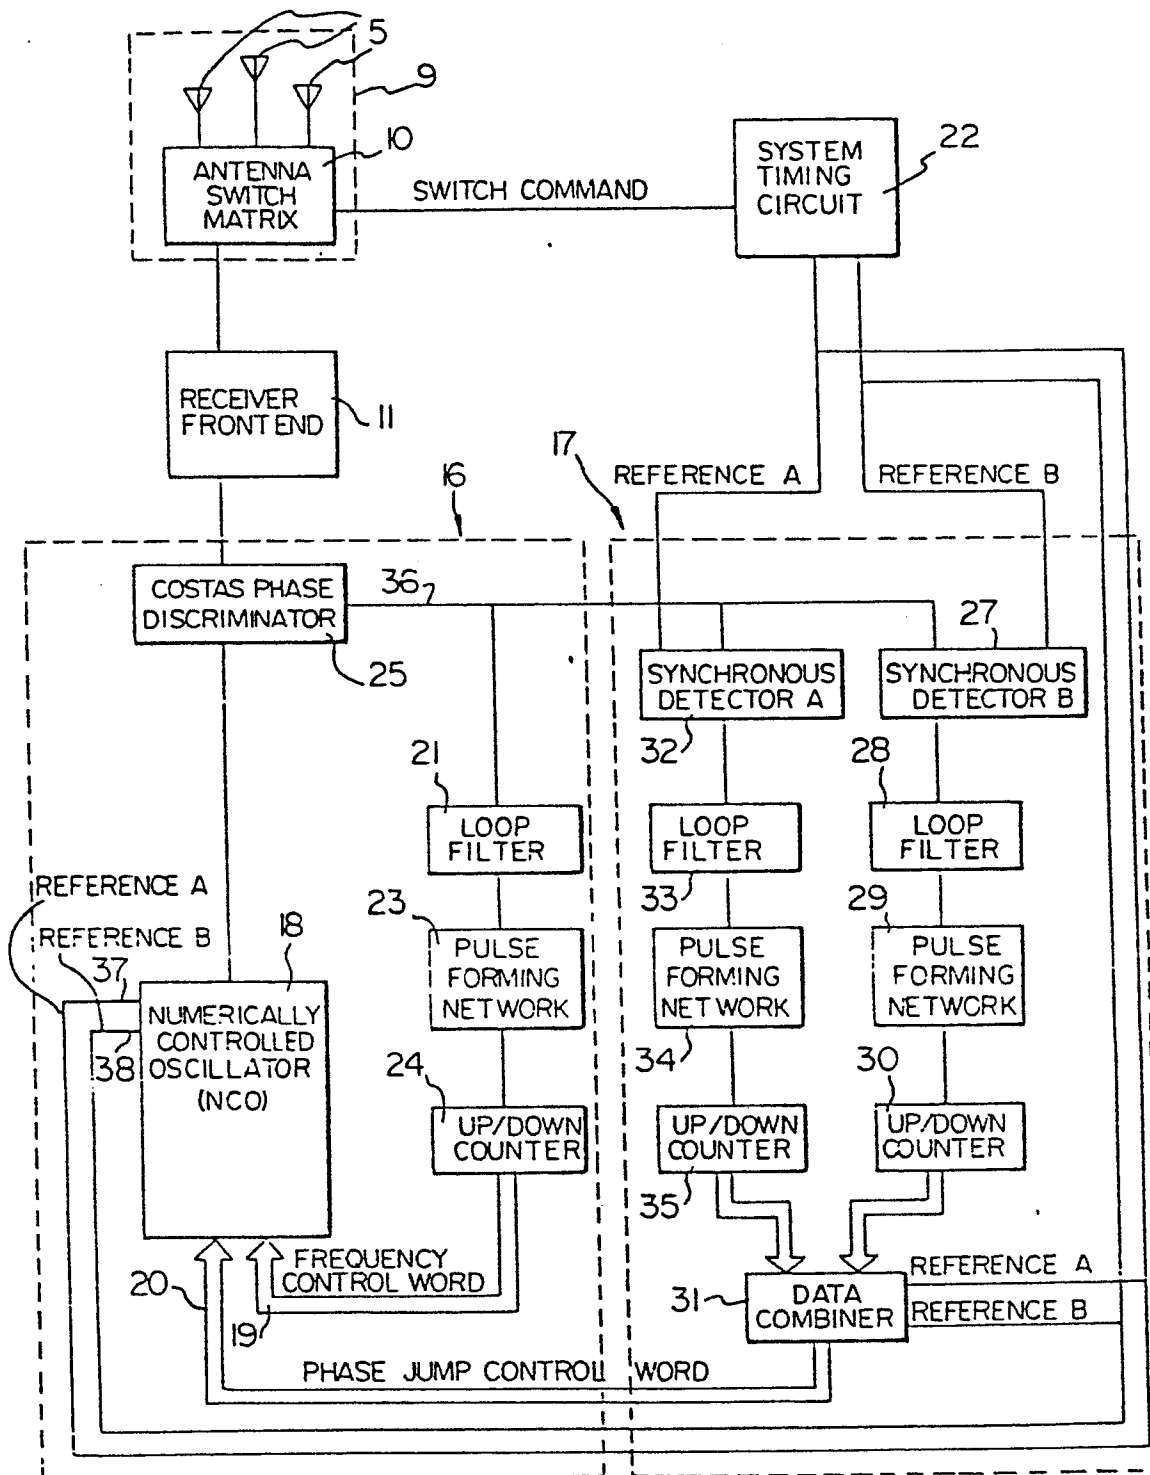 5
9
10
ANTENNA
SWITCH
MATRIX
SWITCH COMMAND
SYSTEM
TIMING
CIRCUIT
22
RECEIVER
FRONT END
11
17
REFERENCE A
REFERENCE B
16
COSTAS PHASE
DISCRIMINATOR
25
36
27
SYNCHRONOUS
DETECTOR A
32
SYNCHRONOUS
DETECTOR B
21
28
LOOP
FILTER
LOOP
FILTER
33
LOOP
FILTER
REFERENCE A
REFERENCE B
37
38
18
NUMERICALLY
CONTROLLED
OSCILLATOR
(NCO)
23
PULSE
FORMING
NETWORK
PULSE
FORMING
NETWORK
34
29
PULSE
FORMING
NETWORK
24
UP/DOWN
COUNTER
UP/DOWN
COUNTER
35
30
UP/DOWN
COUNTER
20
FREQUENCY
CONTROL WORD
19
31
DATA
COMBINER
REFERENCE A
REFERENCE B
PHASE JUMP CONTROL WORD